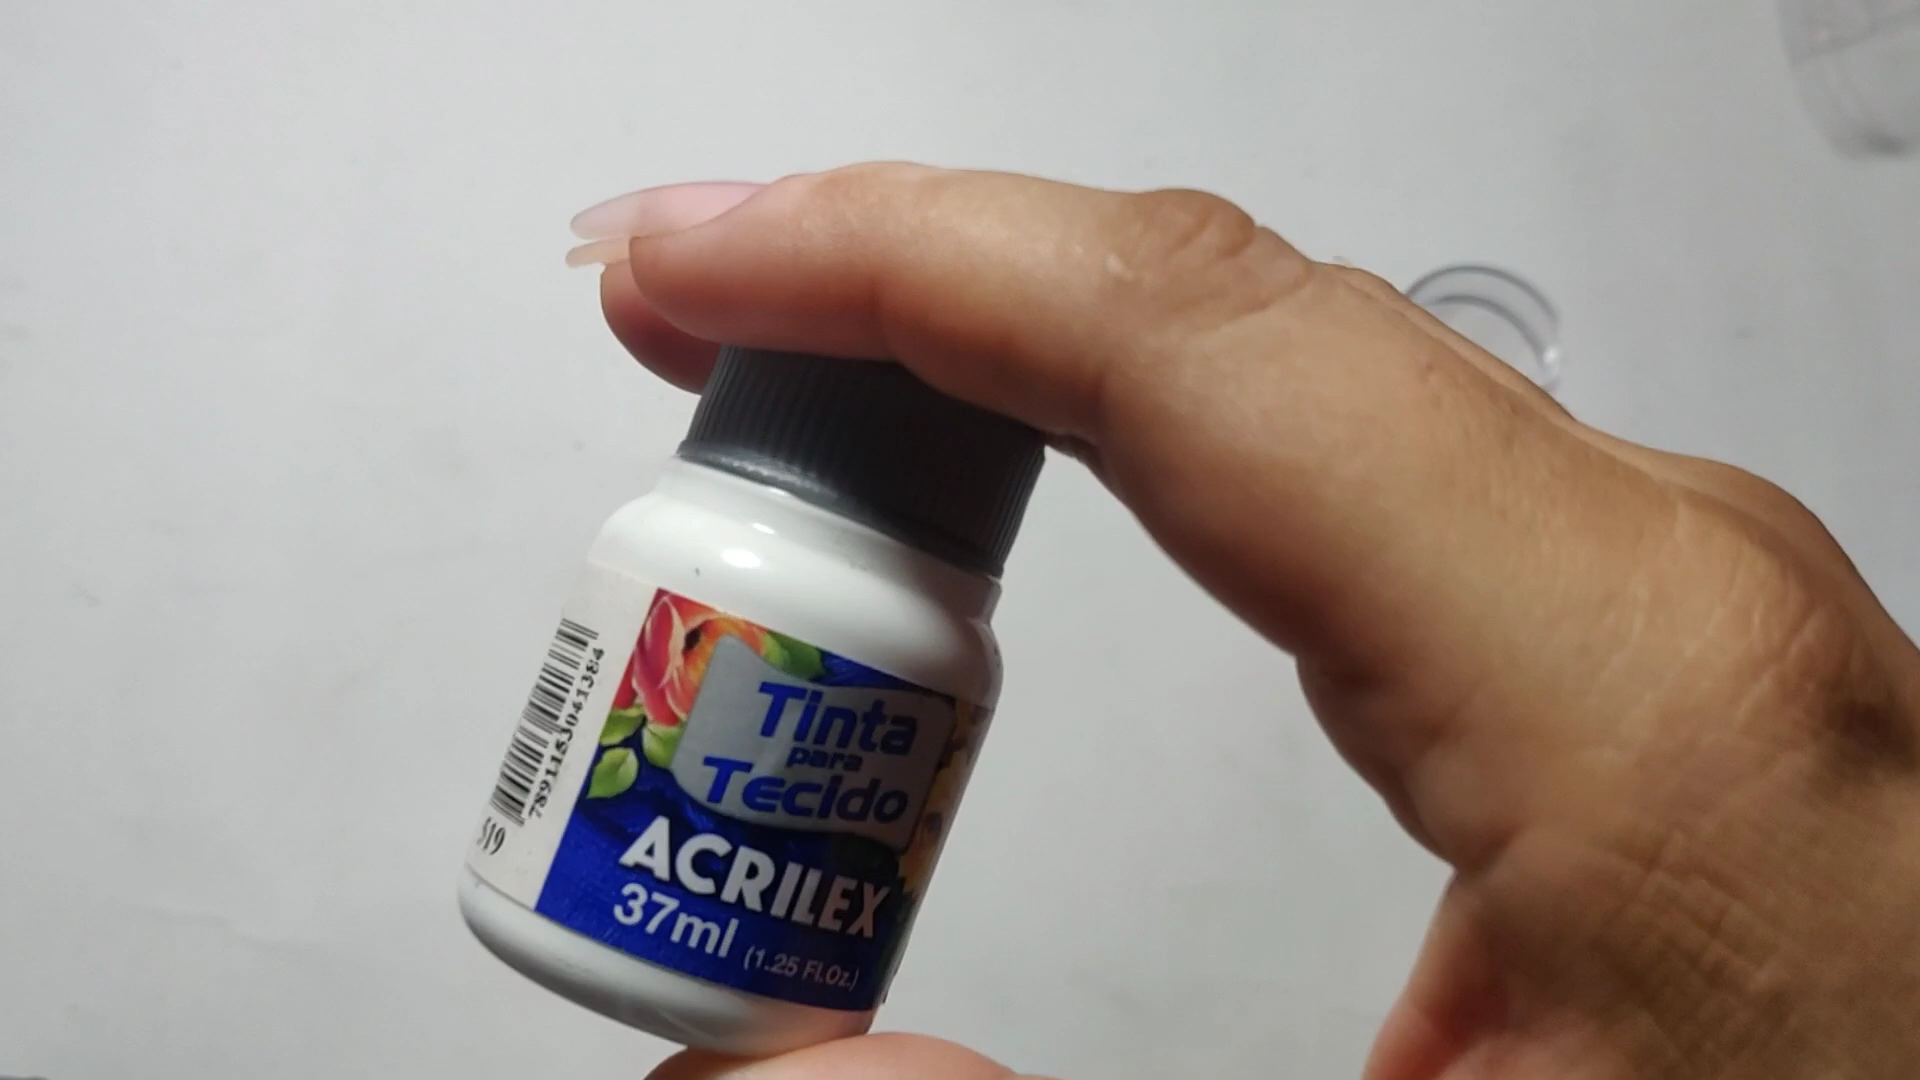 Tinta
para
Tecido
ACRILEX
37ml (1.25 Fl.Oz.)
7891153041384
519